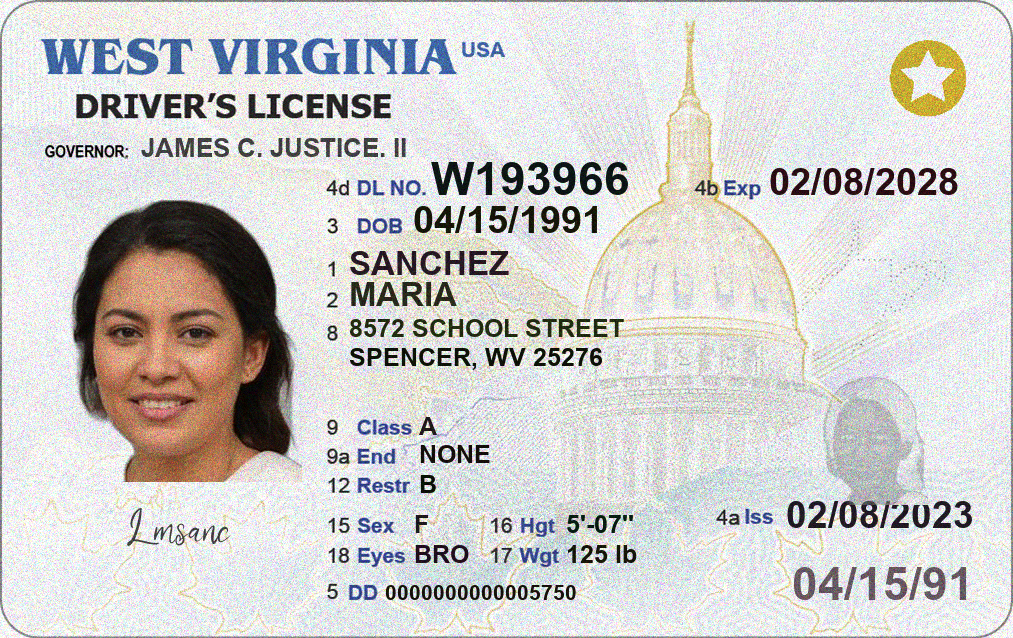 WEST VIRGINIA USA
DRIVER'S LICENSE
GOVERNOR: JAMES C. JUSTICE. II
4d DL NO. W193966 4b Exp 02/08/2028
3 DOB 04/15/1991
1 SANCHEZ
2 MARIA
8 8572 SCHOOL STREET
SPENCER, WV 25276
9 Class A
9a End NONE
12 Restr B
15 Sex F 16 Hgt 5'-07" 4a Iss 02/08/2023
Lmsanc
18 Eyes BRO 17 Wgt 125 lb
5 DD 0000000000005750
04/15/91